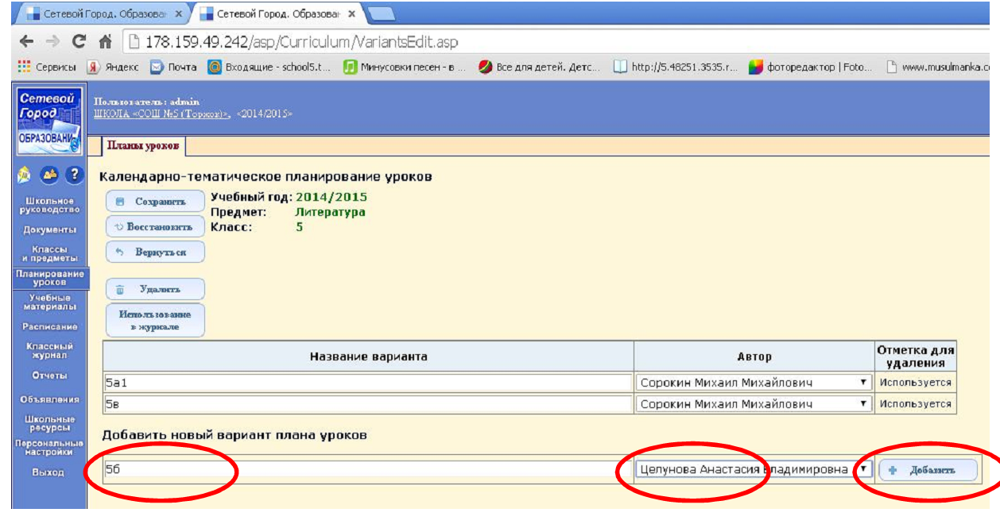 Сетевой Город. Образован ×
Сетевой Город. Образован ×
178.159.49.242/asp/Curriculum/VariantsEdit.asp
Сервисы
Яндекс
Почта
Входящие - school5.t...
Минусовки песен - в ...
Все для детей. Детс...
http://5.48251.3535.r...
фоторедактор | Foto...
www.musulmanka.c
Сетевой
Город
ОБРАЗОВАНИ
Пользователь: admin
ШКОЛА «СОШ №5 (Торжок)», <2014/2015>
Планы уроков
?
Школьное
руководство
Документы
Классы
и предметы
Планирование
уроков
Учебные
материалы
Расписание
Классный
журнал
Отчеты
Объявления
Школьные
ресурсы
Персональные
настройки
Выход
Календарно-тематическое планирование уроков
Сохранить
Восстановить
Вернуться
Учебный год: 2014/2015
Предмет: Литература
Класс: 5
Удалить
Использование
в журнале
Название варианта Автор Отметка для
удаления
5а1 Сорокин Михаил Михайлович Используется
5в Сорокин Михаил Михайлович Используется
Добавить новый вариант плана уроков
5б Цепунова Анастасия Владимировна Добавить